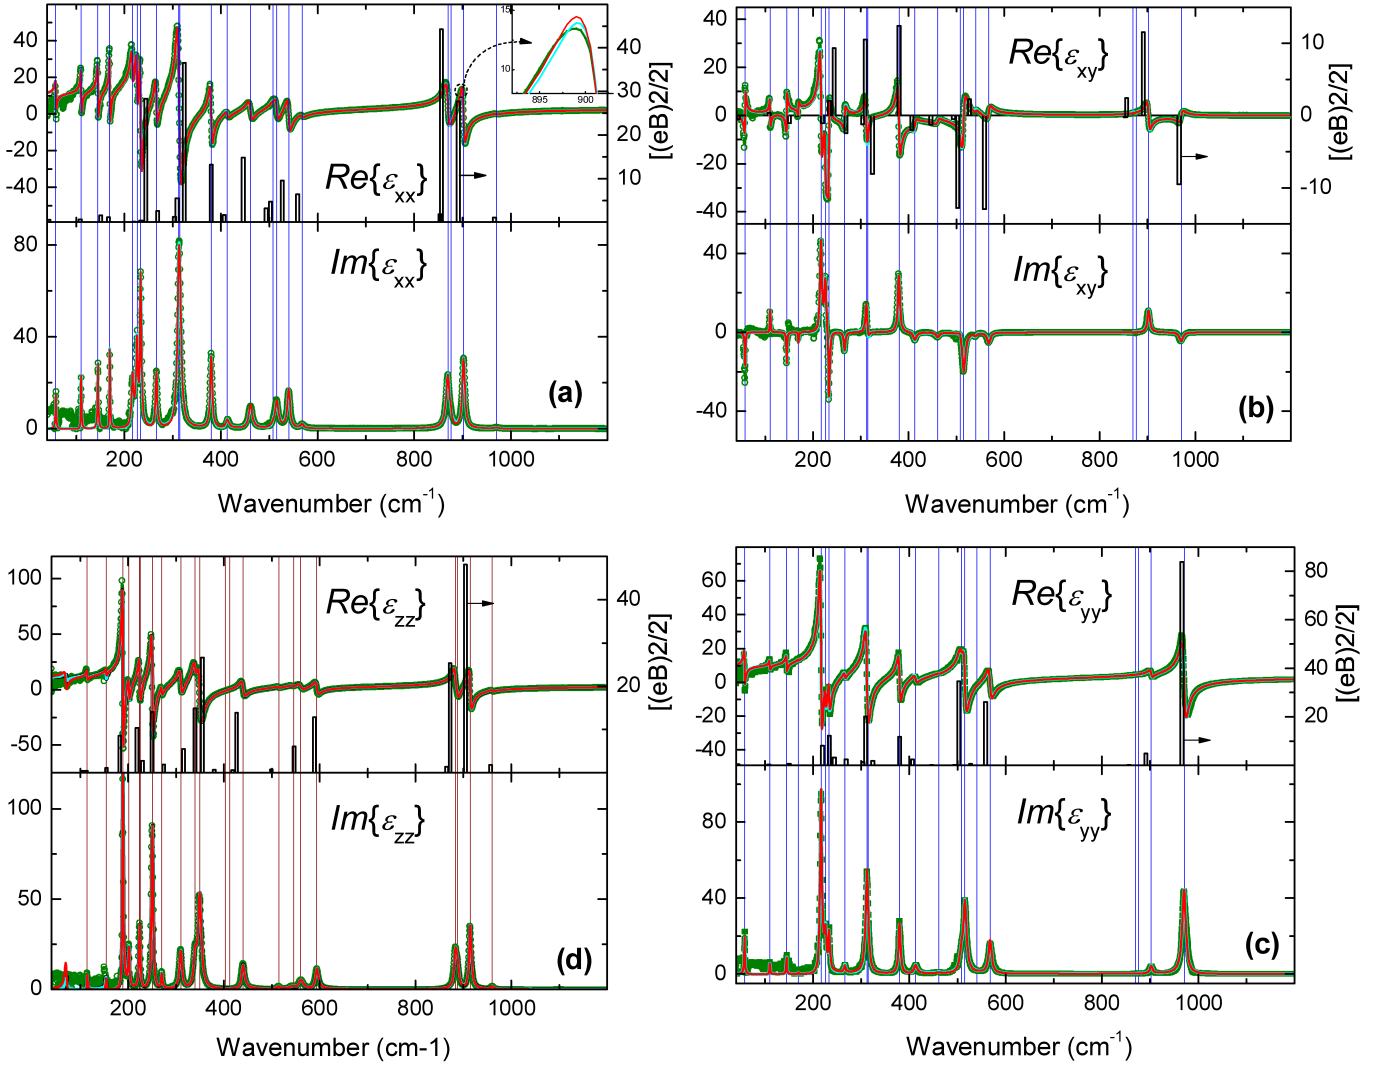 40
20
0
-20
-40
Re{εxx}
15
10
895 900
40
30
20
10
[(eB)2/2]
80
40
0
Im{εxx}
(a)
200 400 600 800 1000
Wavenumber (cm-1)
40
20
0
-20
-40
Re{εxy}
10
0
-10
[(eB)2/2]
40
0
-40
Im{εxy}
(b)
200 400 600 800 1000
Wavenumber (cm-1)
100
50
0
-50
Re{εzz}
40
20
[(eB)2/2]
100
50
0
Im{εzz}
(d)
200 400 600 800 1000
Wavenumber (cm-1)
60
40
20
0
-20
-40
Re{εyy}
80
60
40
20
[(eB)2/2]
80
40
0
Im{εyy}
(c)
200 400 600 800 1000
Wavenumber (cm-1)